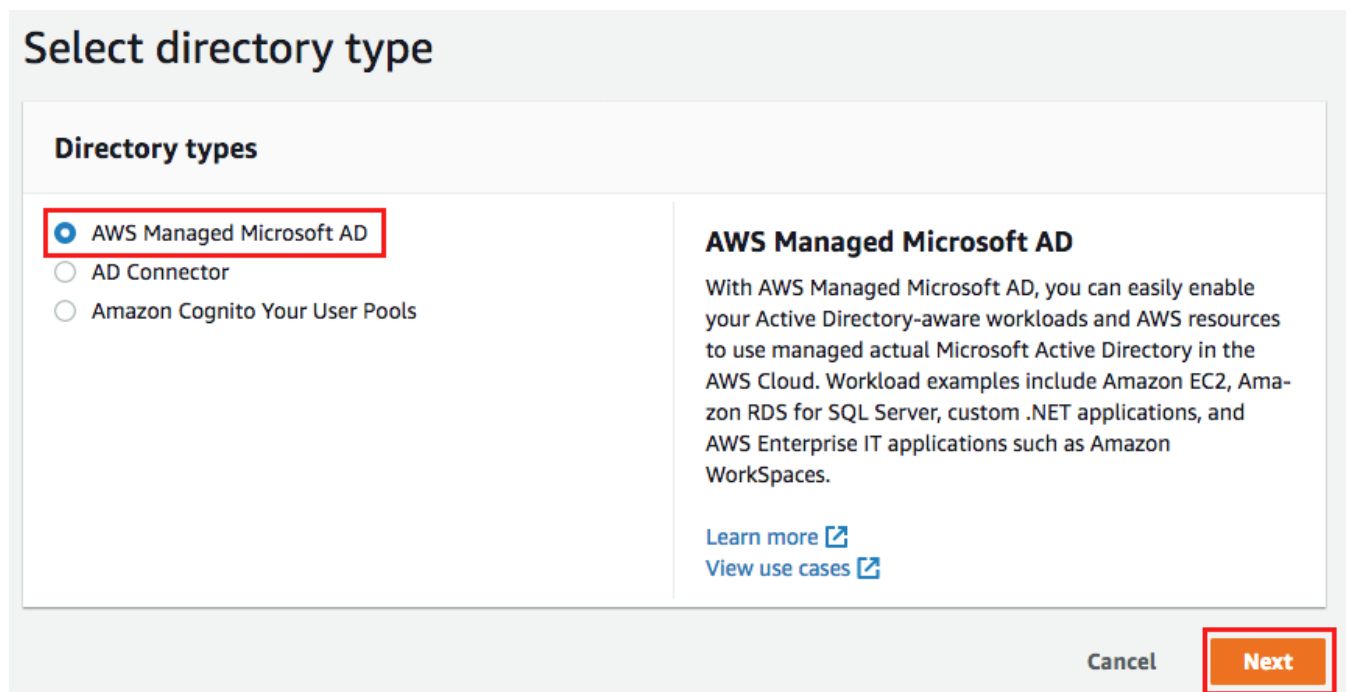 Select directory type
Directory types
AWS Managed Microsoft AD
AD Connector
Amazon Cognito Your User Pools
AWS Managed Microsoft AD
With AWS Managed Microsoft AD, you can easily enable
your Active Directory-aware workloads and AWS resources
to use managed actual Microsoft Active Directory in the
AWS Cloud. Workload examples include Amazon EC2, Ama-
zon RDS for SQL Server, custom .NET applications, and
AWS Enterprise IT applications such as Amazon
WorkSpaces.
Learn more
View use cases
Cancel
Next